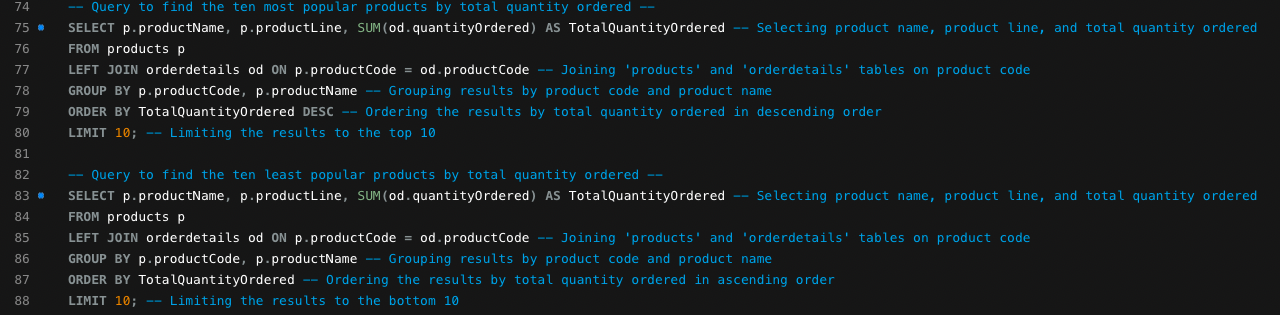 74 -- Query to find the ten most popular products by total quantity ordered --
75 SELECT p.productName, p.productLine, SUM(od.quantityOrdered) AS TotalQuantityOrdered -- Selecting product name, product line, and total quantity ordered
76 FROM products p
77 LEFT JOIN orderdetails od ON p.productCode = od.productCode -- Joining 'products' and 'orderdetails' tables on product code
78 GROUP BY p.productCode, p.productName -- Grouping results by product code and product name
79 ORDER BY TotalQuantityOrdered DESC -- Ordering the results by total quantity ordered in descending order
80 LIMIT 10; -- Limiting the results to the top 10
81
82 -- Query to find the ten least popular products by total quantity ordered --
83 SELECT p.productName, p.productLine, SUM(od.quantityOrdered) AS TotalQuantityOrdered -- Selecting product name, product line, and total quantity ordered
84 FROM products p
85 LEFT JOIN orderdetails od ON p.productCode = od.productCode -- Joining 'products' and 'orderdetails' tables on product code
86 GROUP BY p.productCode, p.productName -- Grouping results by product code and product name
87 ORDER BY TotalQuantityOrdered -- Ordering the results by total quantity ordered in ascending order
88 LIMIT 10; -- Limiting the results to the bottom 10